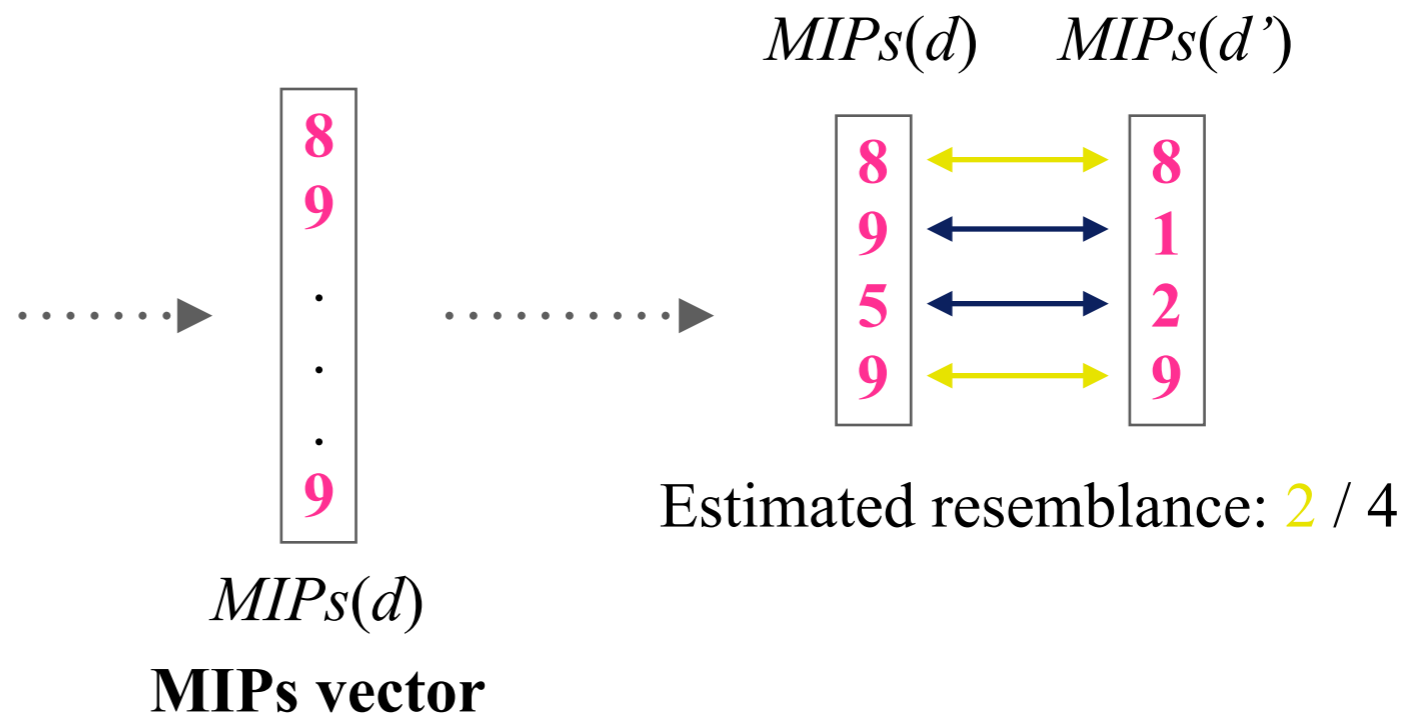 8
9
.
.
.
9
MIPs(d)
MIPs vector
MIPs(d) MIPs(d’)
8 8
9 1
5 2
9 9
Estimated resemblance: 2 / 4